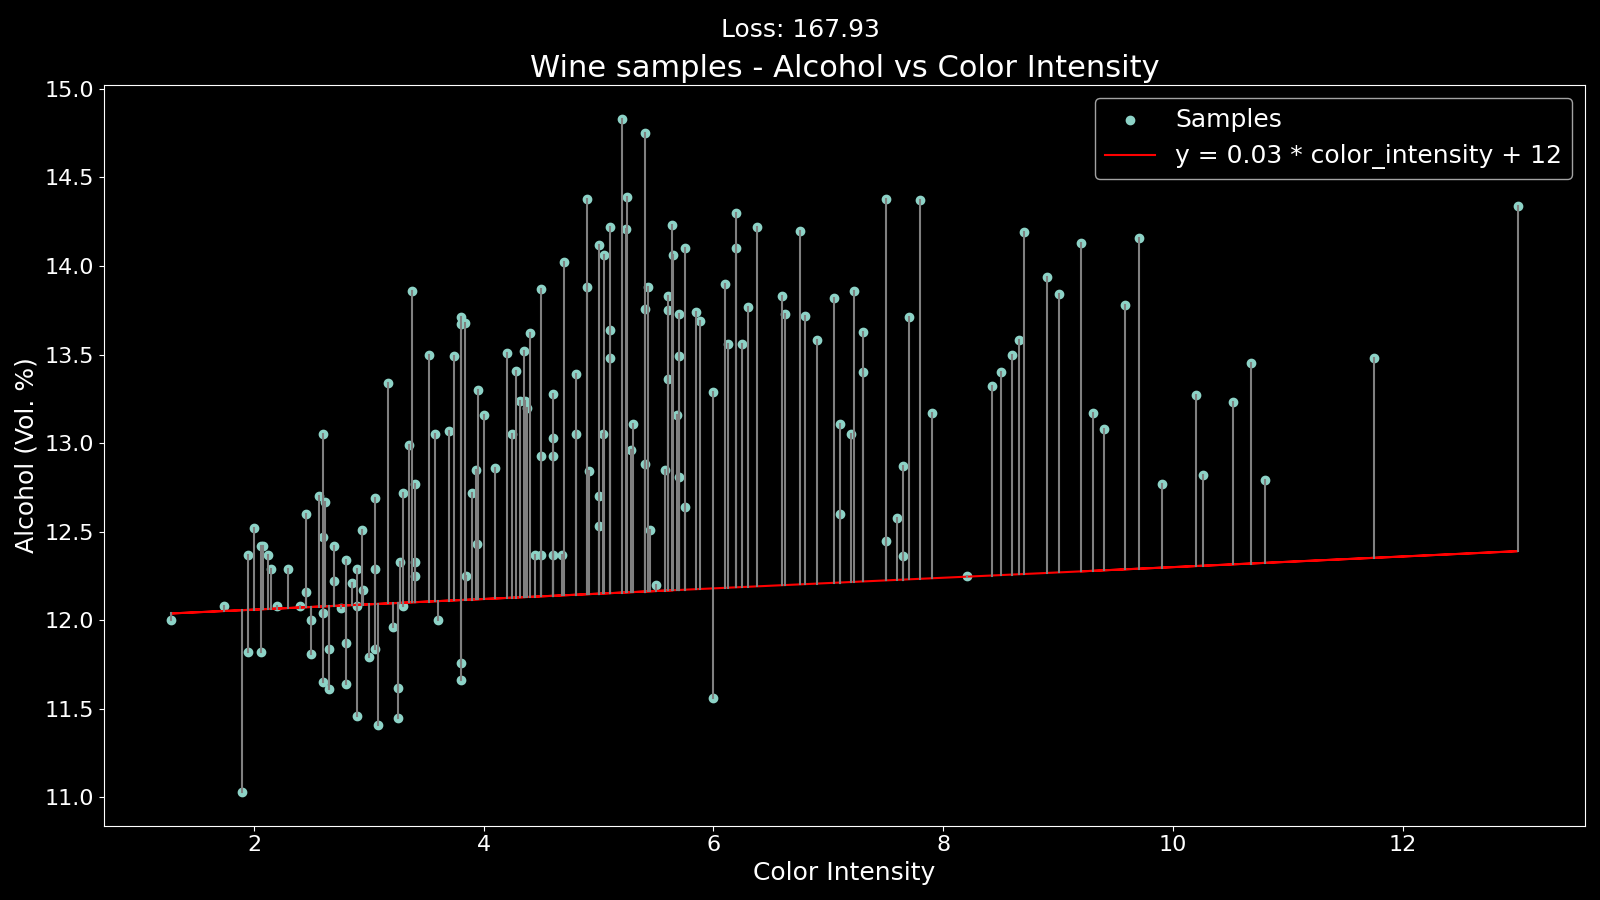 Loss: 167.93
Wine samples - Alcohol vs Color Intensity
Samples
y = 0.03 * color_intensity + 12
Alcohol (Vol. %)
15.0
14.5
14.0
13.5
13.0
12.5
12.0
11.5
11.0
2 4 6 8 10 12
Color Intensity